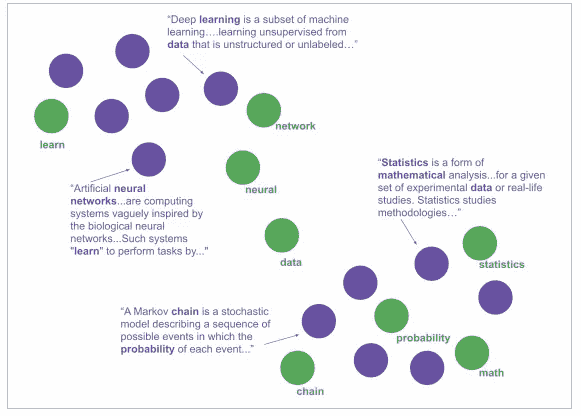 “Deep learning is a subset of machine
learning….learning unsupervised from
data that is unstructured or unlabeled…”
network
learn
“Artificial neural
networks...are computing
systems vaguely inspired by
the biological neural
networks...Such systems
"learn" to perform tasks by..."
neural
“Statistics is a form of
mathematical analysis...for a given
set of experimental data or real-life
studies. Statistics studies
methodologies…”
data
statistics
“A Markov chain is a stochastic
model describing a sequence of
possible events in which the
probability of each event...”
probability
math
chain